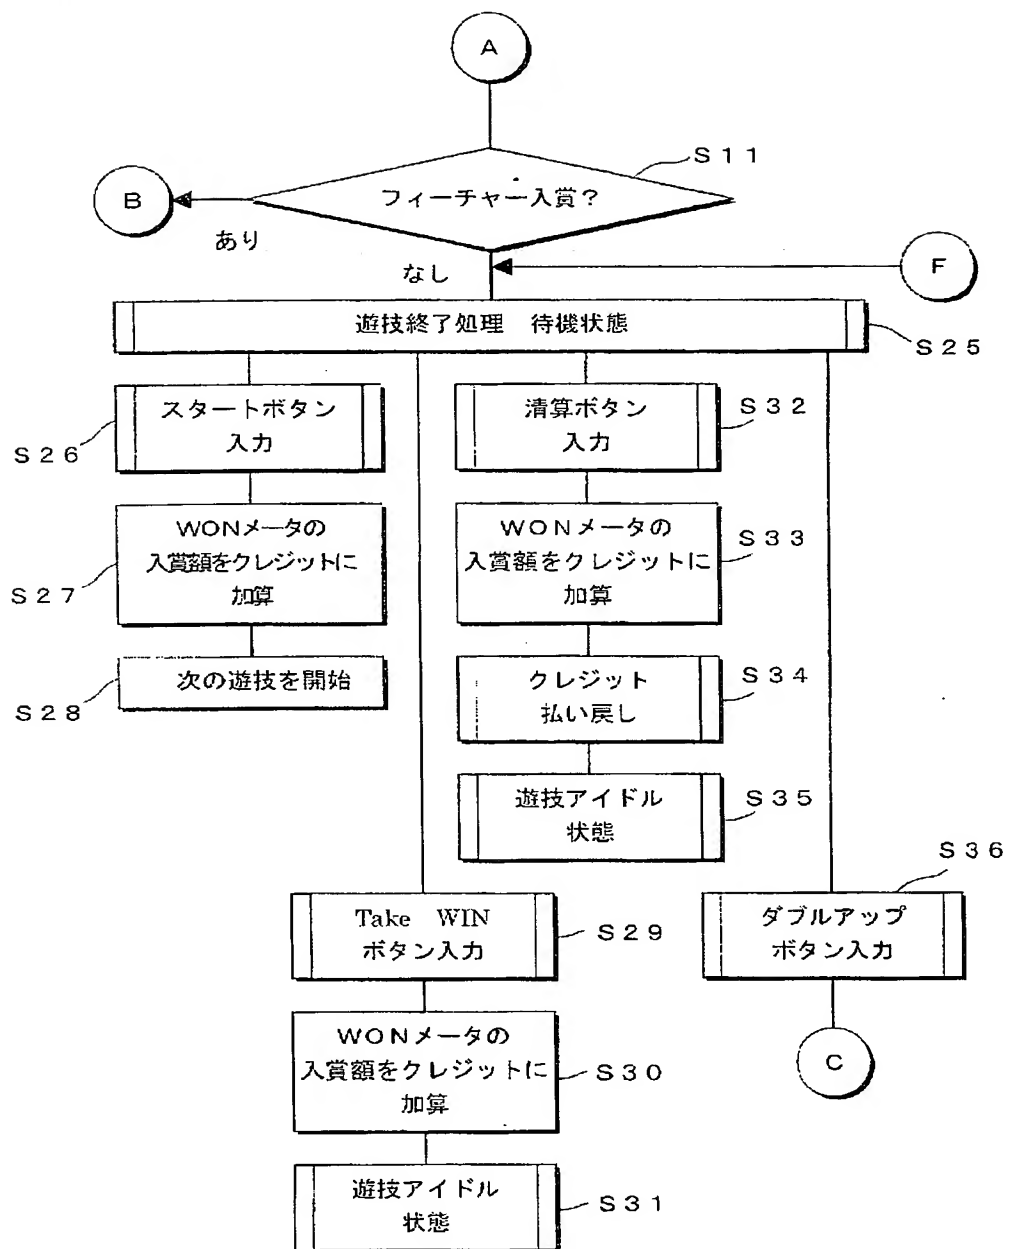 A
S11
フィーチャー入賞?
B
あり
なし
F
遊技終了処理 待機状態
S25
スタートボタン
入力
S26
清算ボタン
入力
S32
WONメータの
入賞額をクレジットに
加算
S27
WONメータの
入賞額をクレジットに
加算
S33
次の遊技を開始
S28
クレジット
払い戻し
S34
遊技アイドル
状態
S35
S36
Take WIN
ボタン入力
S29
ダブルアップ
ボタン入力
WONメータの
入賞額をクレジットに
加算
S30
C
遊技アイドル
状態
S31